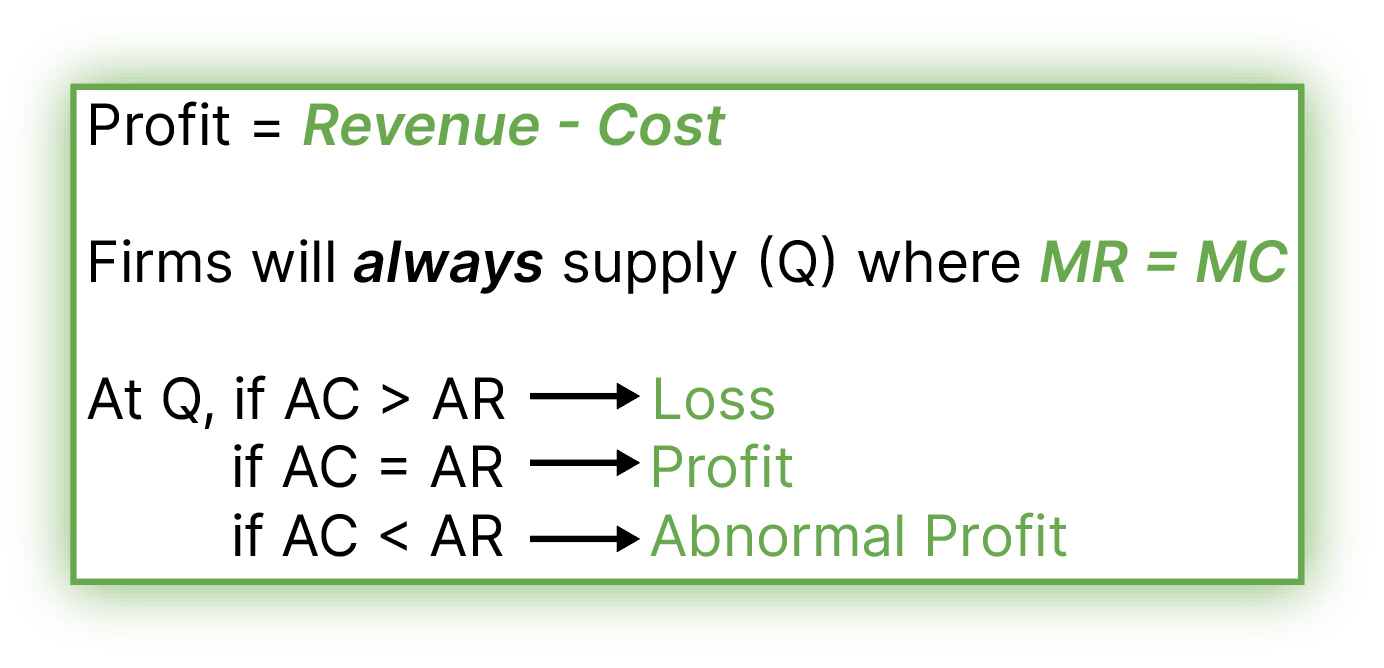 Profit = Revenue - Cost
Firms will always supply (Q) where MR = MC
At Q, if AC > AR → Loss
if AC = AR → Profit
if AC < AR → Abnormal Profit